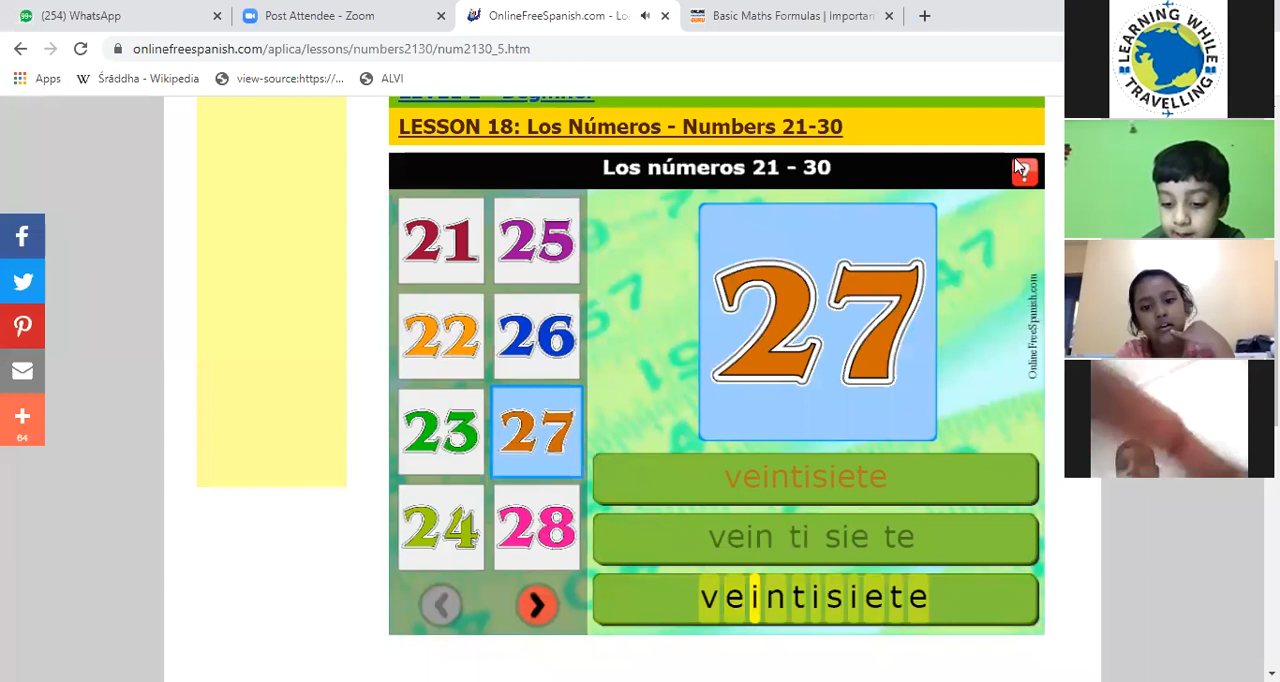 (254) WhatsApp
Post Attendee - Zoom
OnlineFreeSpanish.com - Lo
Basic Maths Formulas | Importan
onlinefreespanish.com/aplica/lessons/numbers2130/num2130_5.htm
Apps
Śrāddha - Wikipedia
view-source:https://...
ALVI
LESSON 18: Los Números - Numbers 21-30
Los números 21 - 30
?
21
25
22
26
23
27
24
28
27
OnlineFreeSpanish.com
veintisiete
vein ti sie te
veintisiete
64
LEARNING WHILE TRAVELLING